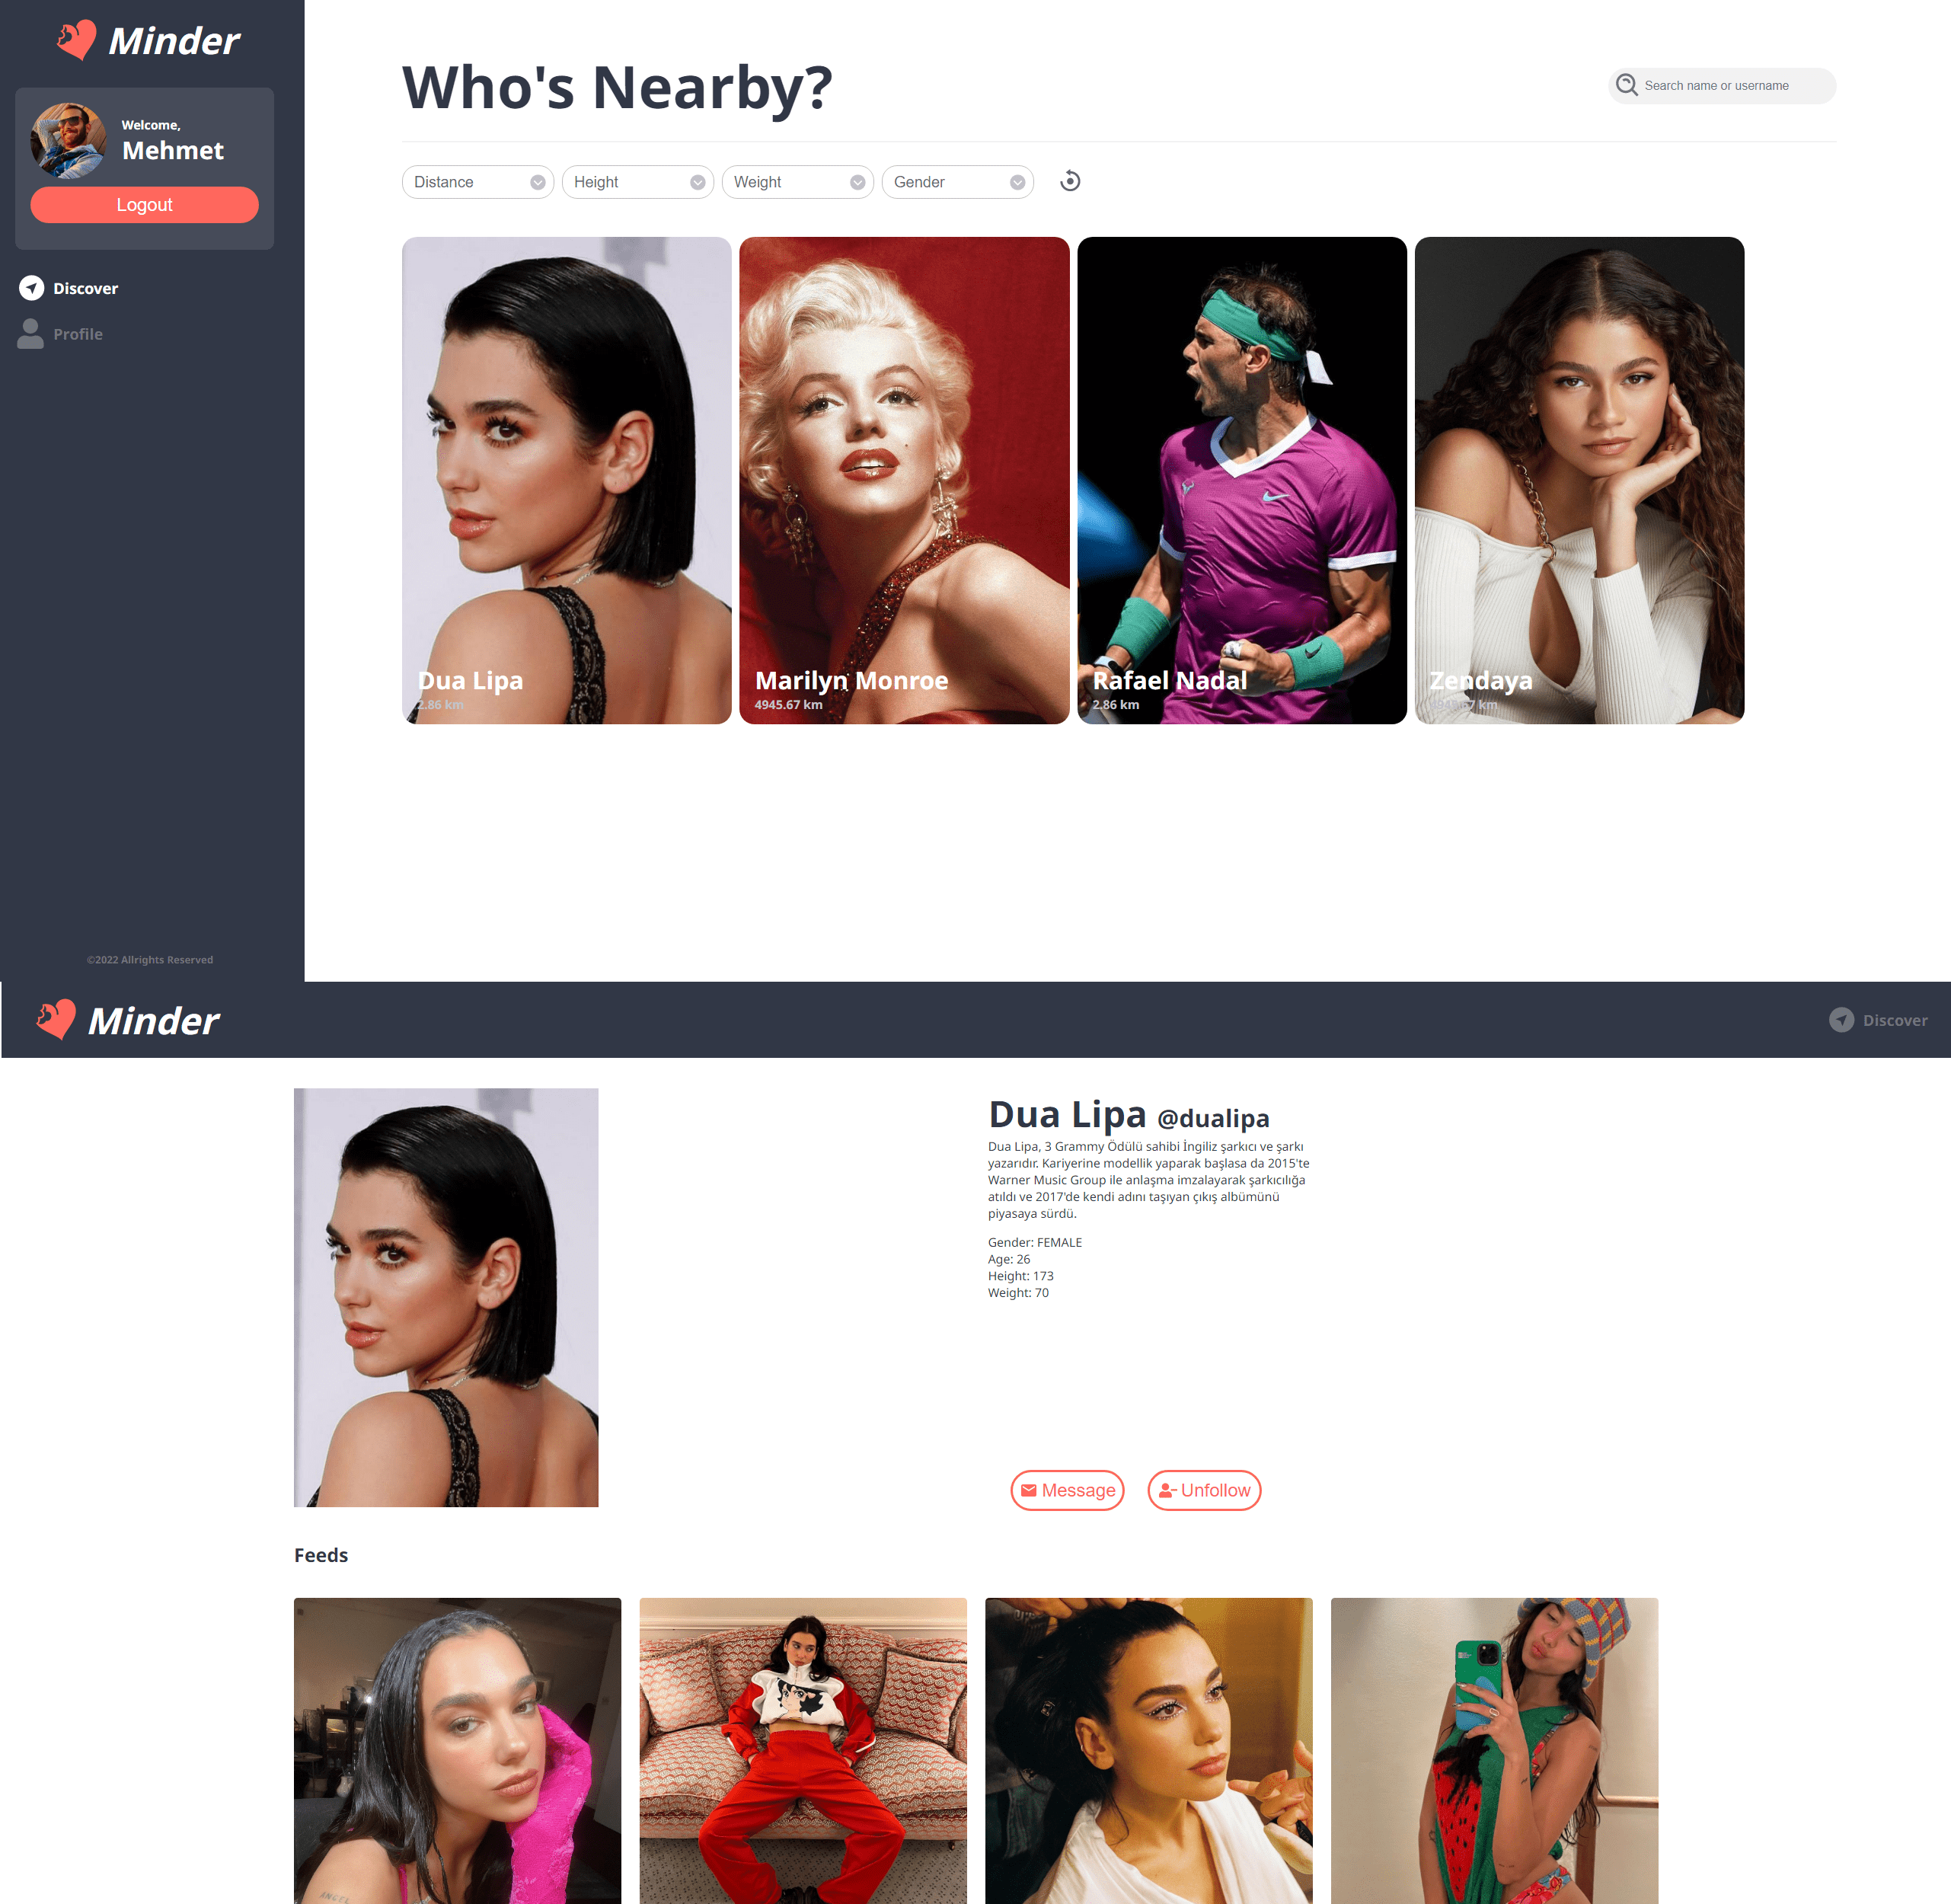 Minder
Welcome,
Mehmet
Logout
Discover
Profile
©2022 Allrights Reserved
Who's Nearby?
Search name or username
Distance
Height
Weight
Gender
Dua Lipa
2.86 km
Marilyn Monroe
4945.67 km
Rafael Nadal
2.86 km
Zendaya
Minder
Discover
Dua Lipa @dualipa
Dua Lipa, 3 Grammy Ödülü sahibi İngiliz şarkıcı ve şarkı
yazarıdır. Kariyerine modellik yaparak başlasa da 2015'te
Warner Music Group ile anlaşma imzalayarak şarkıcılığa
atıldı ve 2017'de kendi adını taşıyan çıkış albümünü
piyasaya sürdü.
Gender: FEMALE
Age: 26
Height: 173
Weight: 70
Message
Unfollow
Feeds
ANGEL